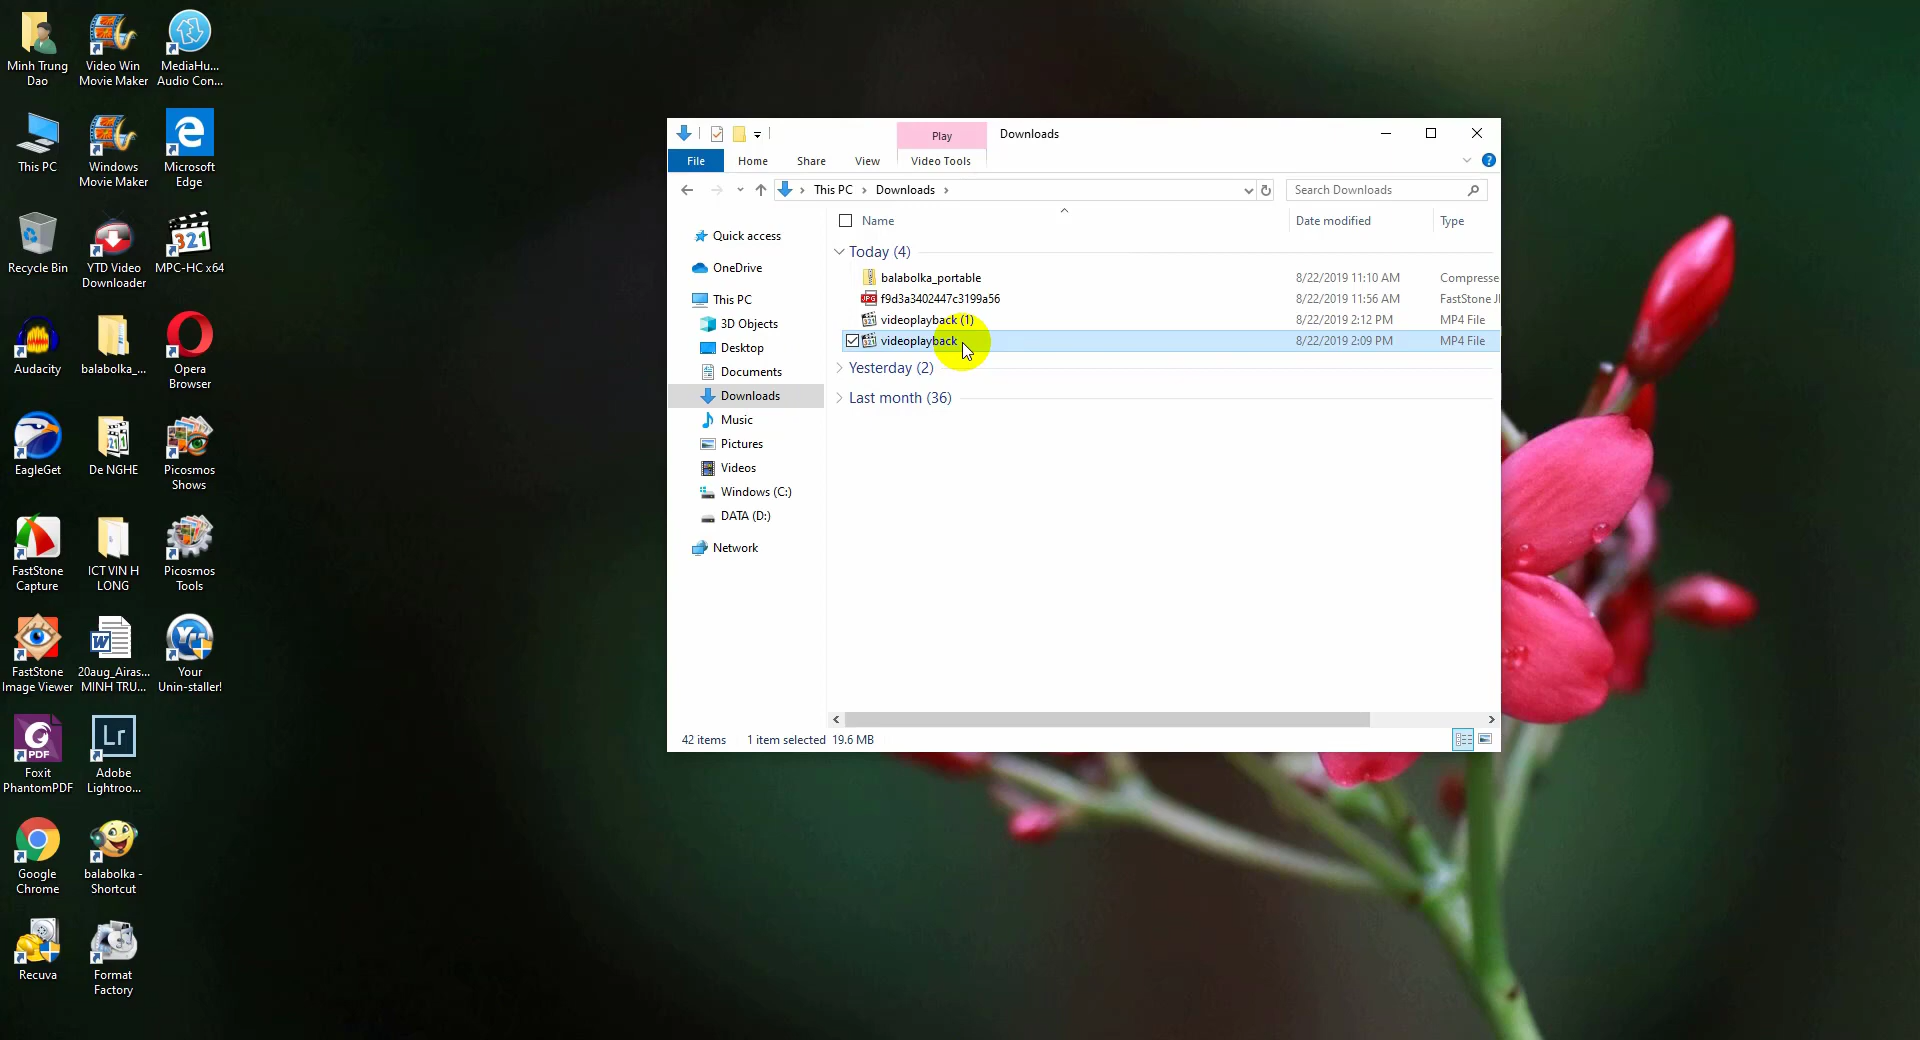 Minh Trung
Dao
Video Win
Movie Maker
MediaHu...
Audio Con...
This PC
Windows
Movie Maker
Microsoft
Edge
Recycle Bin
YTD Video
Downloader
MPC-HC x64
Audacity
balabolka_...
Opera
Browser
EagleGet
De NGHE
Picosmos
Shows
FastStone
Capture
ICT VIN H
LONG
Picosmos
Tools
FastStone
Image Viewer
20aug_Airas...
MINH TRU...
Your
Unin-staller!
Foxit
PhantomPDF
Adobe
Lightroo...
Google
Chrome
balabolka -
Shortcut
Recuva
Format
Factory
Play
Downloads
File
Home
Share
View
Video Tools
This PC
Downloads
Search Downloads
Name
Date modified
Type
Quick access
OneDrive
This PC
3D Objects
Desktop
Documents
Downloads
Music
Pictures
Videos
Windows (C:)
DATA (D:)
Network
Today (4)
balabolka_portable 8/22/2019 11:10 AM Compresse
f9d3a3402447c3199a56 8/22/2019 11:56 AM FastStone JI
videoplayback (1) 8/22/2019 2:12 PM MP4 File
videoplayback 8/22/2019 2:09 PM MP4 File
Yesterday (2)
Last month (36)
42 items 1 item selected 19.6 MB